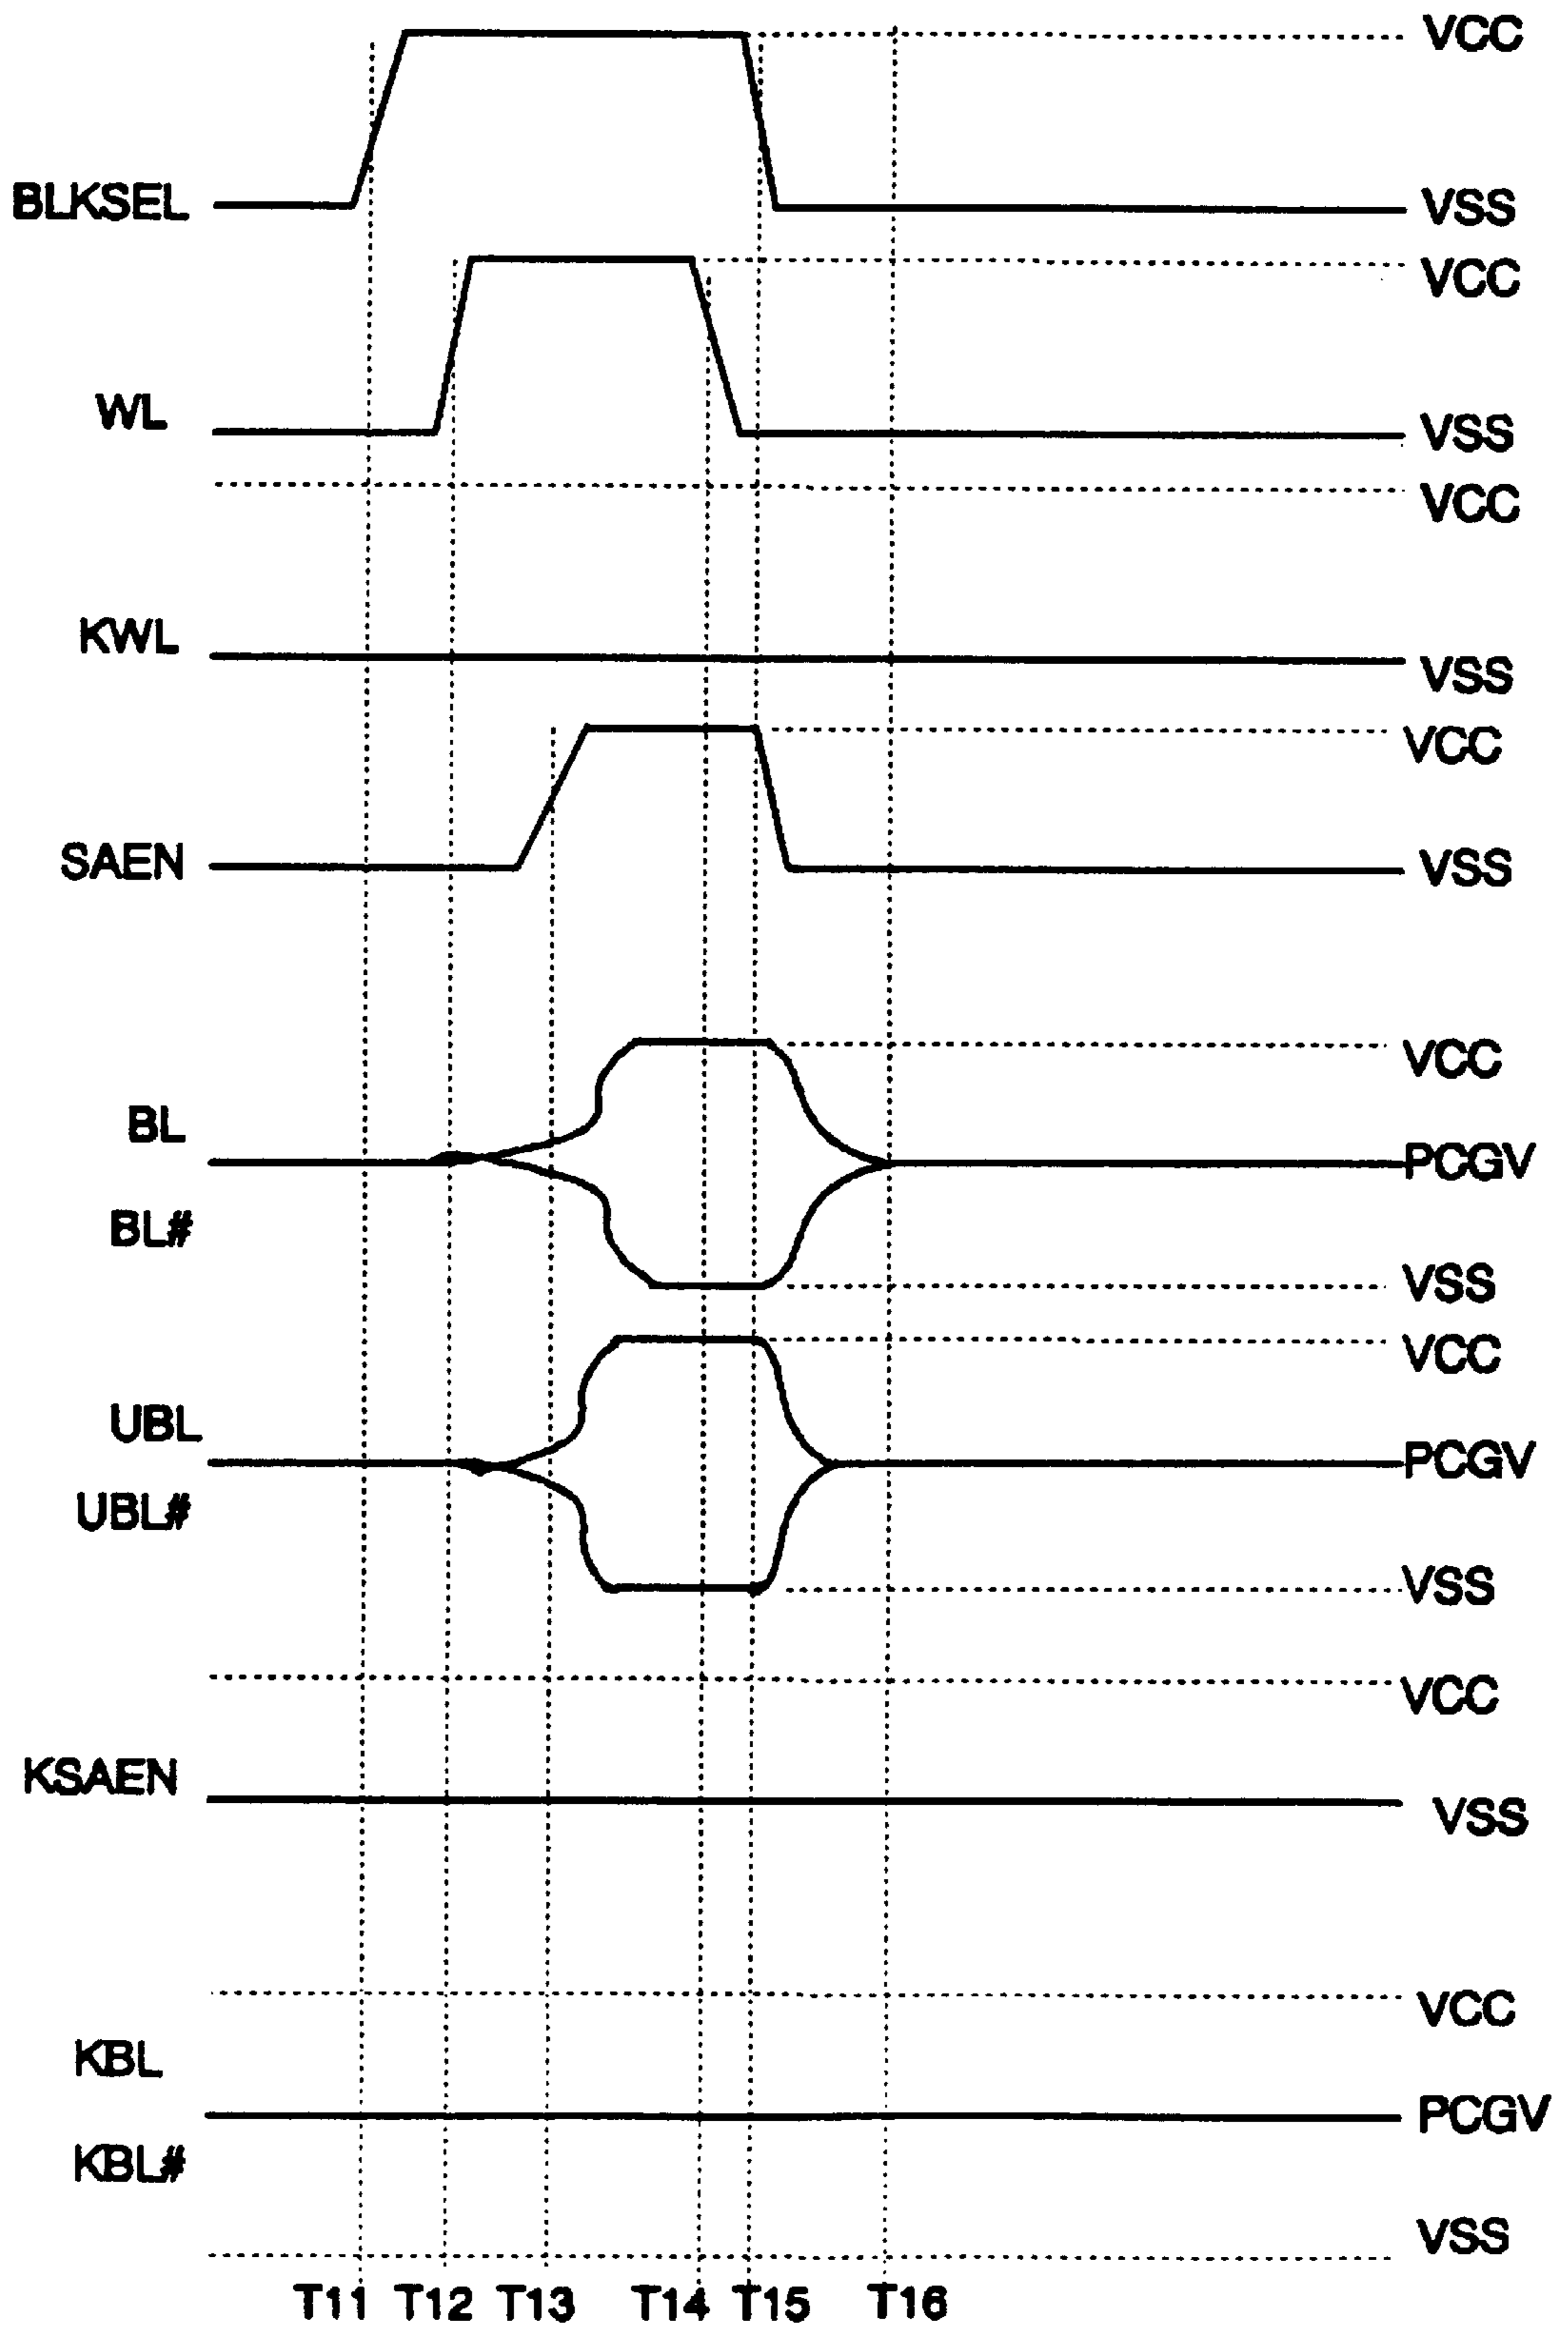 VCC
BLKSEL VSS
VCC
WL VSS
VCC
KWL VSS
VCC
SAEN VSS
VCC
BL PCGV
BL# VSS
VCC
UBL PCGV
UBL# VSS
VCC
KSAEN VSS
VCC
KBL PCGV
KBL# VSS
T11 T12 T13 T14 T15 T16